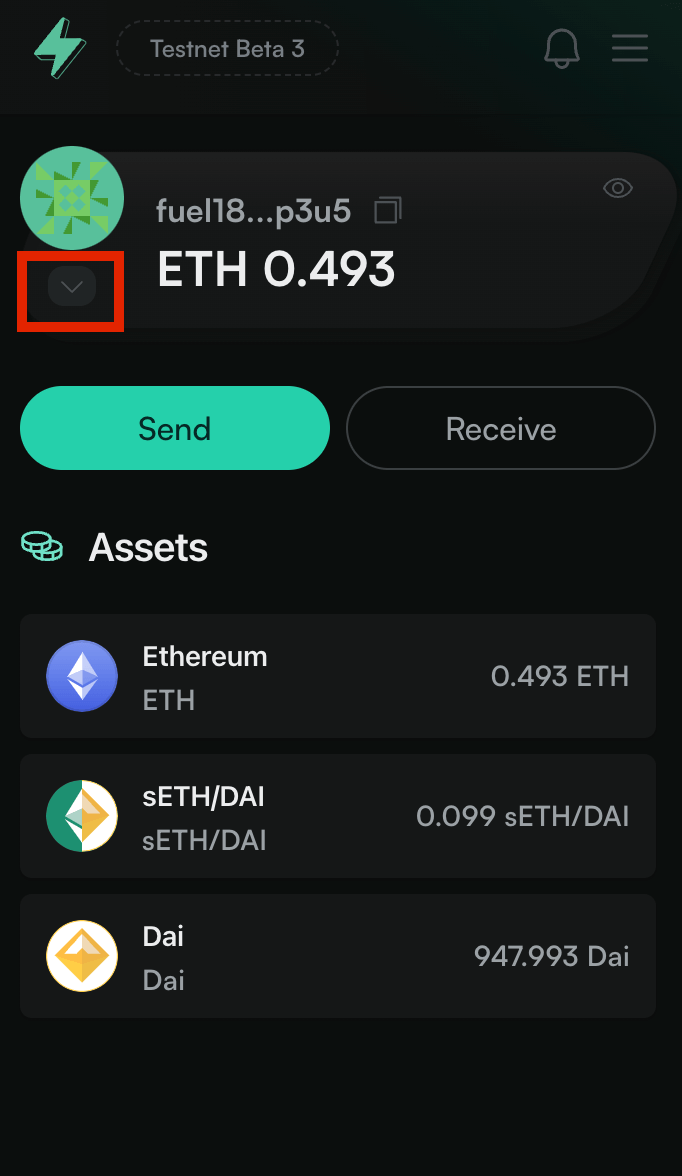 Testnet Beta 3
fuel18...p3u5
ETH 0.493
Send
Receive
Assets
Ethereum
ETH
0.493 ETH
sETH/DAI
sETH/DAI
0.099 sETH/DAI
Dai
Dai
947.993 Dai